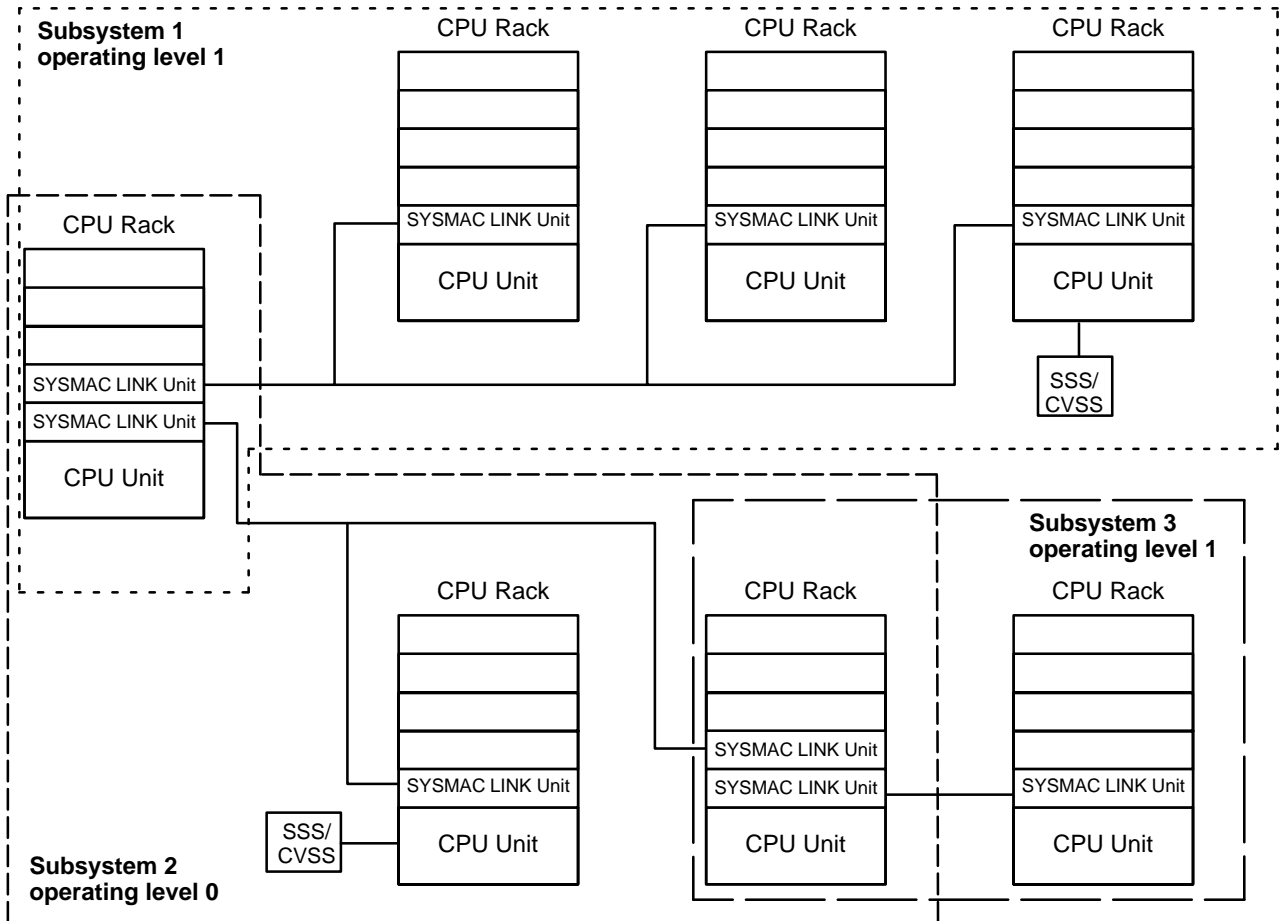 Subsystem 1
operating level 1
CPU Rack
CPU Rack
CPU Rack
SYSMAC LINK Unit
CPU Unit
SYSMAC LINK Unit
CPU Unit
SYSMAC LINK Unit
CPU Unit
SSS/
CVSS
CPU Rack
SYSMAC LINK Unit
SYSMAC LINK Unit
CPU Unit
Subsystem 3
operating level 1
CPU Rack
CPU Rack
CPU Rack
SYSMAC LINK Unit
CPU Unit
SYSMAC LINK Unit
SYSMAC LINK Unit
CPU Unit
SYSMAC LINK Unit
CPU Unit
SSS/
CVSS
Subsystem 2
operating level 0